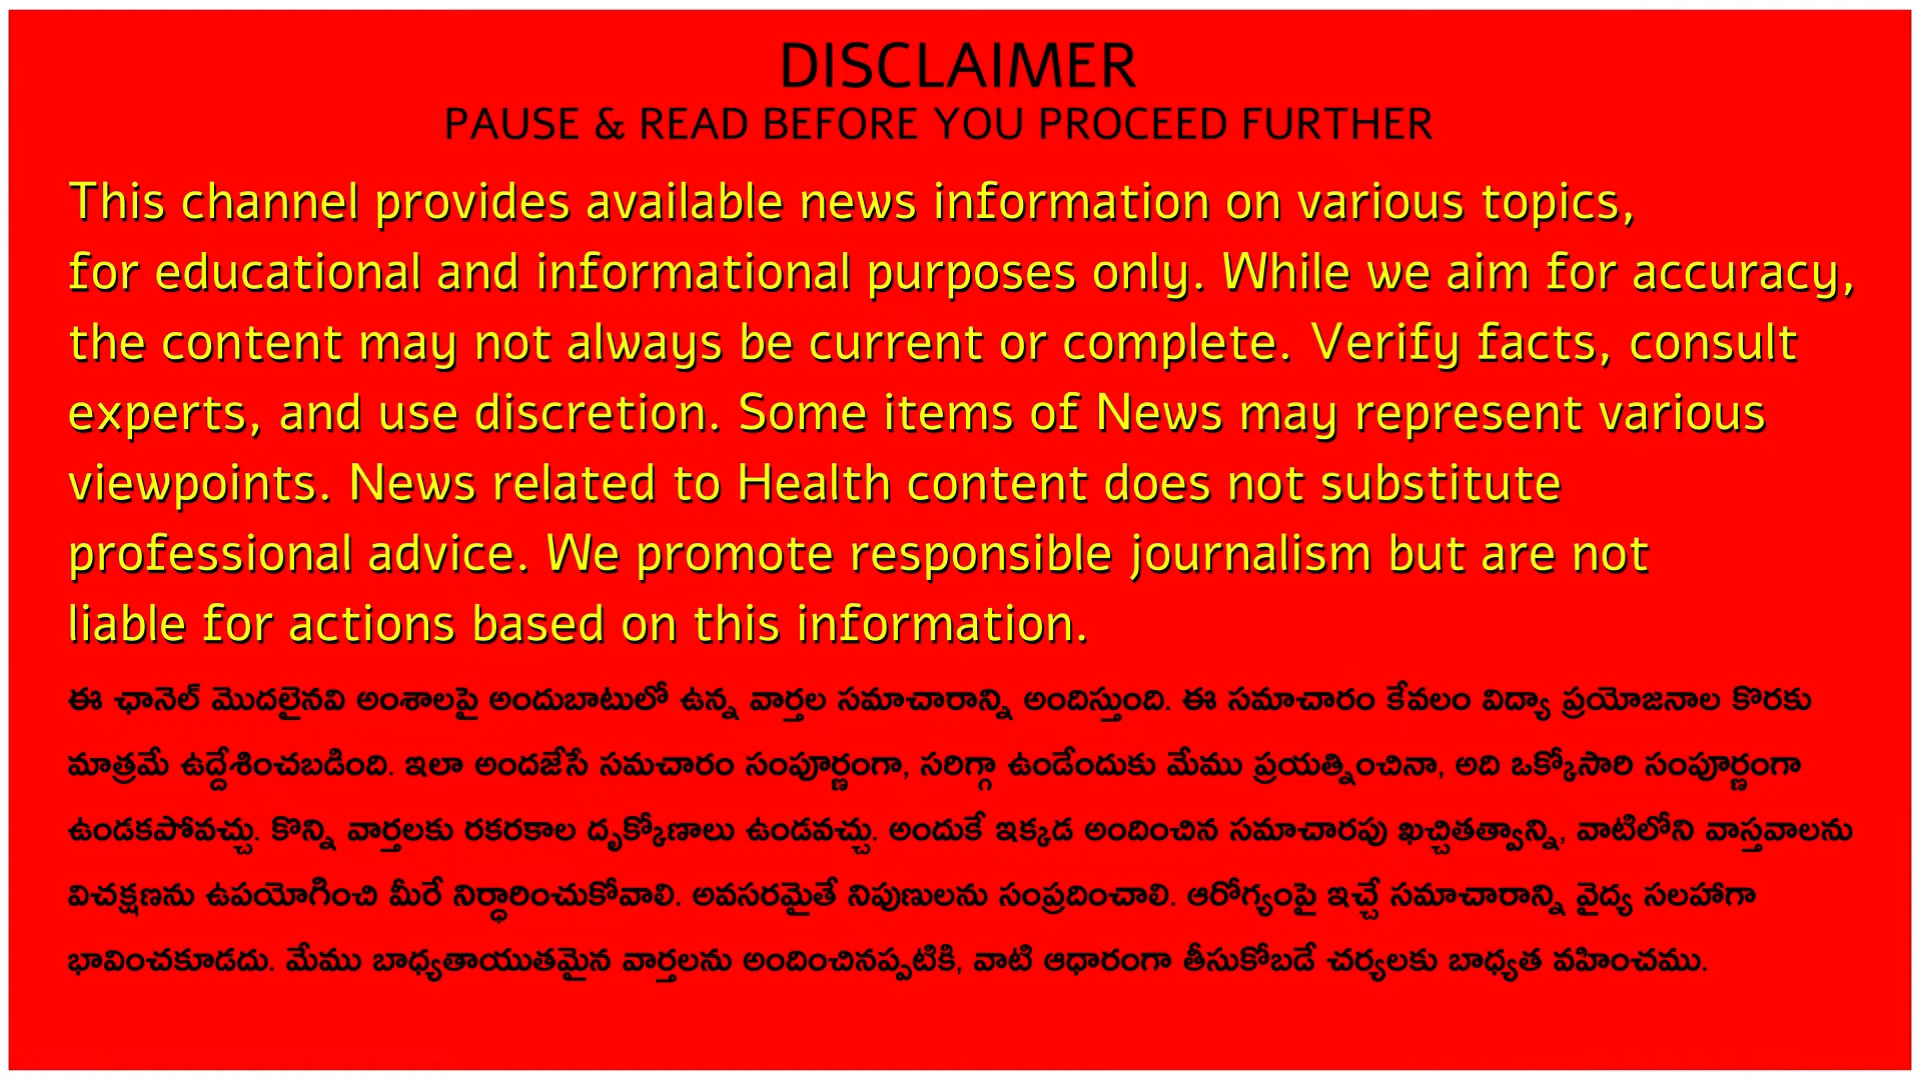 DISCLAIMER
PAUSE & READ BEFORE YOU PROCEED FURTHER
This channel provides available news information on various topics,
for educational and informational purposes only. While we aim for accuracy,
the content may not always be current or complete. Verify facts, consult
experts, and use discretion. Some items of News may represent various
viewpoints. News related to Health content does not substitute
professional advice. We promote responsible journalism but are not
liable for actions based on this information.
ఈ ఛానెల్ మొదలైనవి అంశాలపై అందుబాటులో ఉన్న వార్తల సమాచారాన్ని అందిస్తుంది. ఈ సమాచారం కేవలం విద్యా ప్రయోజనాల కొరకు
మాత్రమే ఉద్దేశించబడింది. ఇలా అందజేసే సమచారం సంపూర్ణంగా, సరిగ్గా ఉండేందుకు మేము ప్రయత్నించినా, అది ఒక్కోసారి సంపూర్ణంగా
ఉండకపోవచ్చు. కొన్ని వార్తలకు రకరకాల దృక్కోణాలు ఉండవచ్చు. అందుకే ఇక్కడ అందించిన సమాచారపు ఖచ్చితత్వాన్ని, వాటిలోని వాస్తవాలను
విచక్షణను ఉపయోగించి మీరే నిర్ధారించుకోవాలి. అవసరమైతే నిపుణులను సంప్రదించాలి. ఆరోగ్యంపై ఇచ్చే సమాచారాన్ని వైద్య సలహాగా
భావించకూడదు. మేము బాధ్యతాయుతమైన వార్తలను అందించినప్పటికి, వాటి ఆధారంగా తీసుకోబడే చర్యలకు బాధ్యత వహించము.